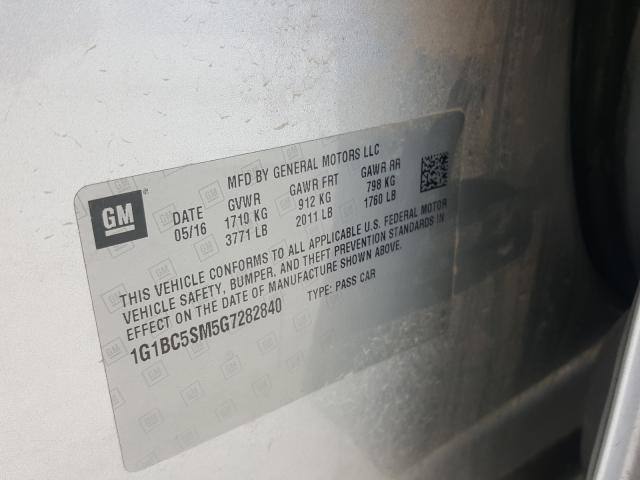 MFD BY GENERAL MOTORS LLC
GM
DATE GVWR GAWR FRT GAWR RR
05/16 1710 KG 912 KG 798 KG
3771 LB 2011 LB 1760 LB
THIS VEHICLE CONFORMS TO ALL APPLICABLE U.S. FEDERAL MOTOR
VEHICLE SAFETY, BUMPER, AND THEFT PREVENTION STANDARDS IN
EFFECT ON THE DATE OF MANUFACTURE SHOWN ABOVE.
1G1BC5SM5G7282840 TYPE: PASS CAR